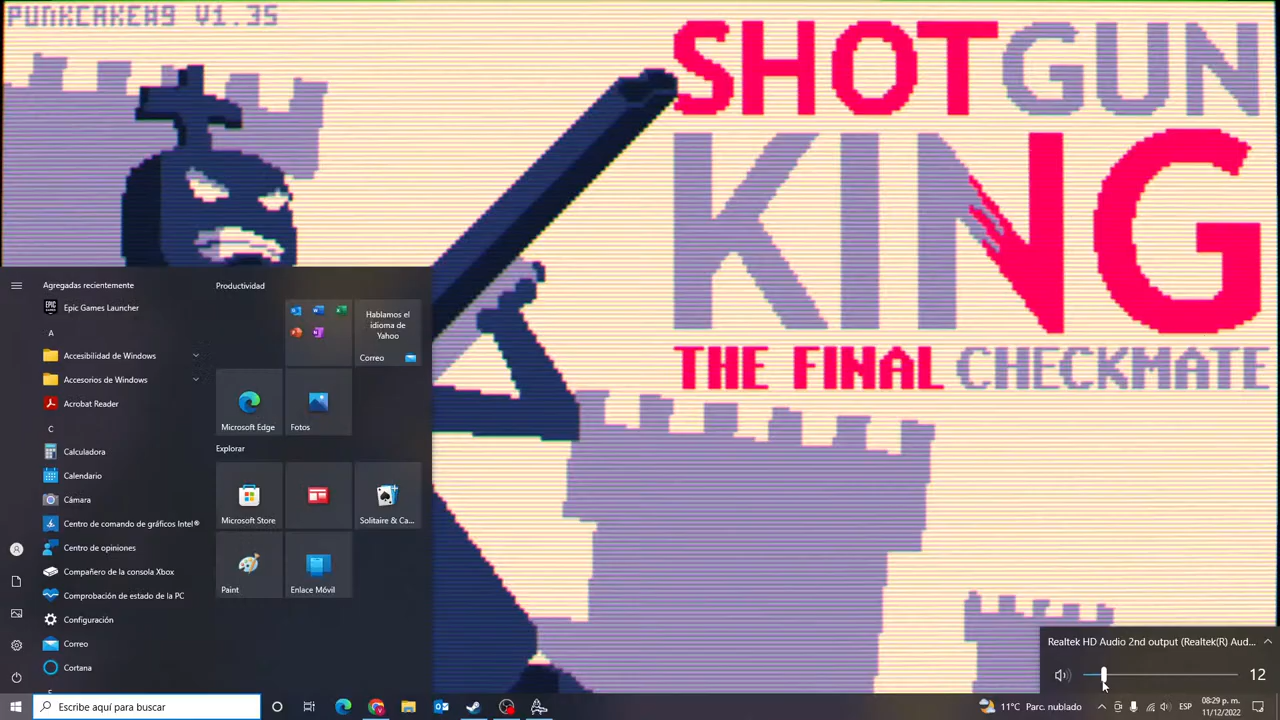 PUNKCAKE#9 V1.35
SHOTGUN
KING
THE FINAL CHECKMATE
Agregadas recientemente
Epic Games Launcher
A
Accesibilidad de Windows
Accesorios de Windows
Acrobat Reader
C
Calculadora
Calendario
Cámara
Centro de comando de gráficos Intel®
Centro de opiniones
Compañero de la consola Xbox
Comprobación de estado de la PC
Configuración
Correo
Cortana
Productividad
Hablamos el
idioma de
Yahoo
Correo
Microsoft Edge
Fotos
Explorar
Microsoft Store
Solitaire & Ca...
Paint
Enlace Móvil
Realtek HD Audio 2nd output (Realtek(R) Aud...
12
Escribe aquí para buscar
11°C Parc. nublado
ESP
08:29 p. m.
11/12/2022